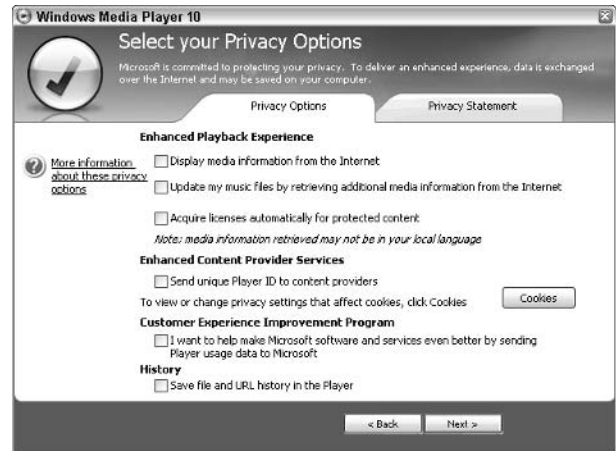 Windows Media Player 10
Select your Privacy Options
Microsoft is committed to protecting your privacy. To deliver an enhanced experience, data is exchanged
over the Internet and may be saved on your computer.
Privacy Options
Privacy Statement
Enhanced Playback Experience
More information
about these privacy
options
Display media information from the Internet
Update my music files by retrieving additional media information from the Internet
Acquire licenses automatically for protected content
Note: media information retrieved may not be in your local language
Enhanced Content Provider Services
Send unique Player ID to content providers
To view or change privacy settings that affect cookies, click Cookies
Cookies
Customer Experience Improvement Program
I want to help make Microsoft software and services even better by sending
Player usage data to Microsoft
History
Save file and URL history in the Player
< Back
Next >